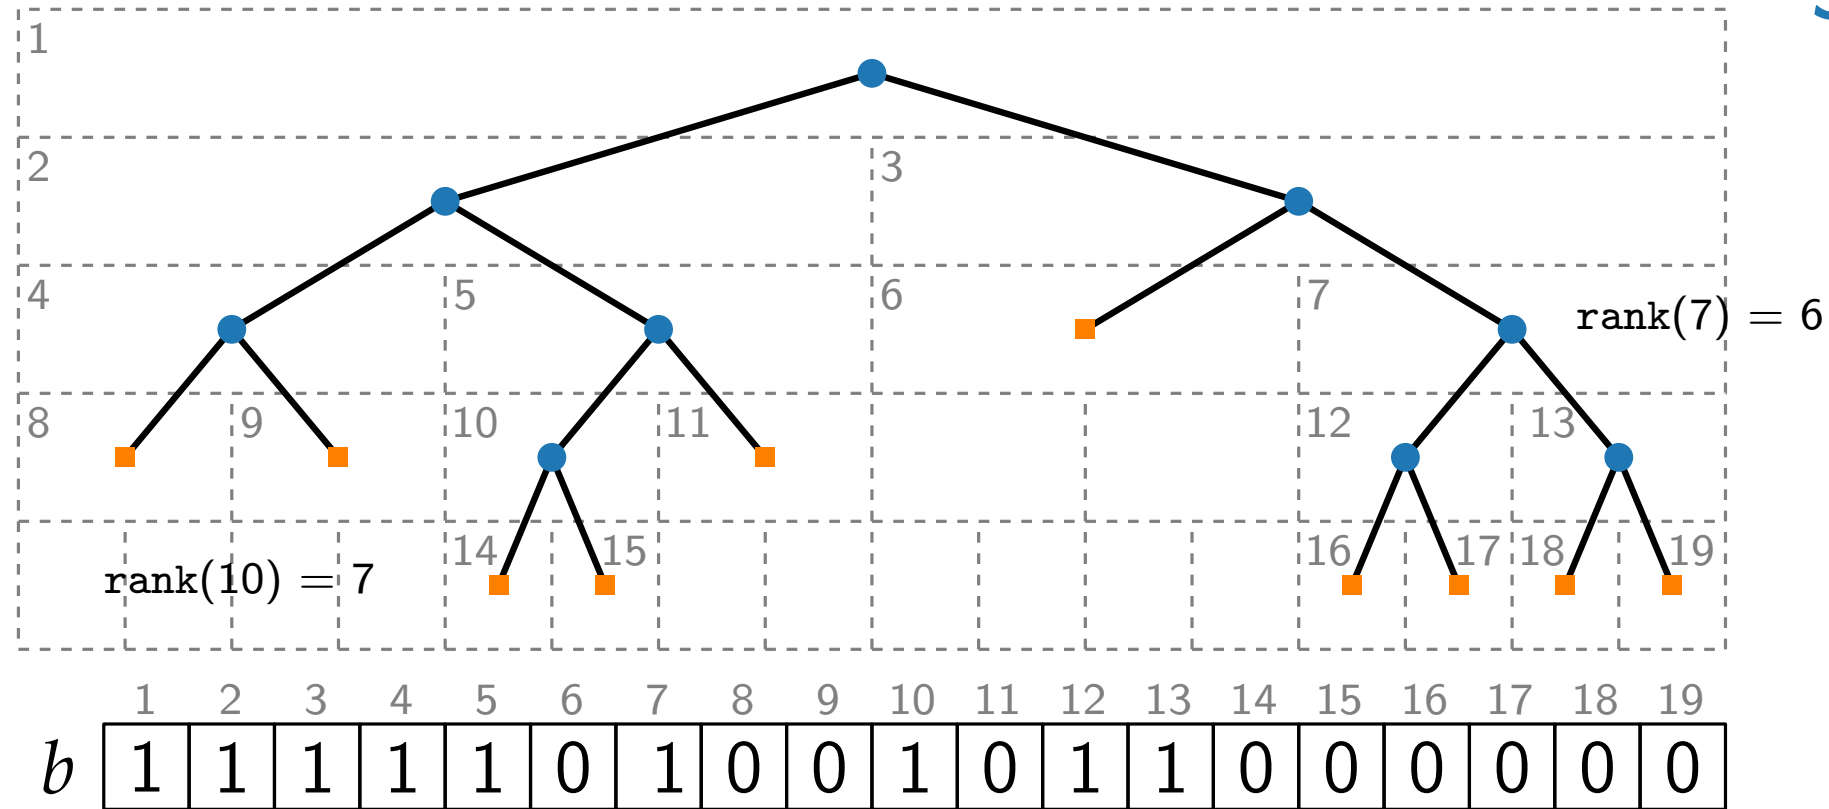 1
2 3
4 5 6 7
rank(7) = 6
8 9 10 11 12 13
14 15 16 17 18 19
rank(10) = 7
1 2 3 4 5 6 7 8 9 10 11 12 13 14 15 16 17 18 19
b 1 1 1 1 1 0 1 0 0 1 0 1 1 0 0 0 0 0 0